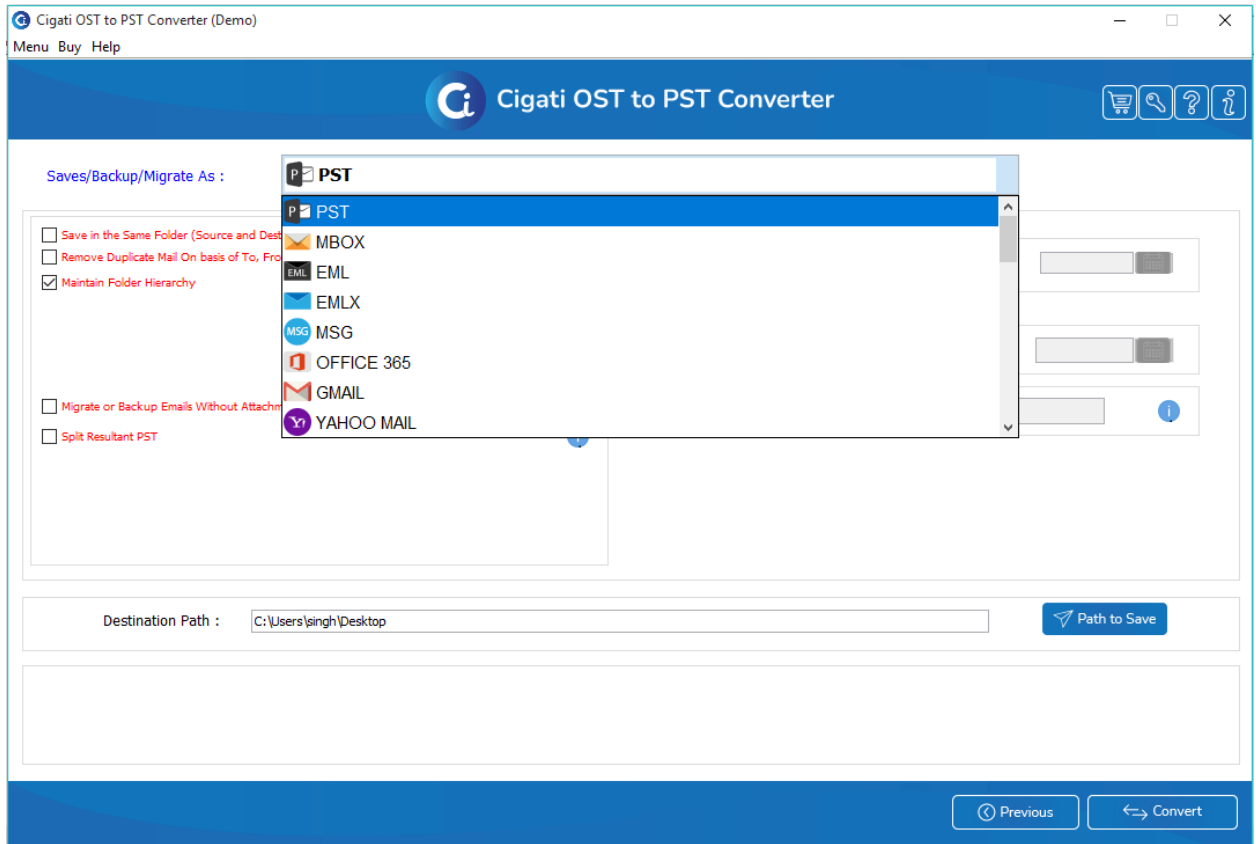 Cigati OST to PST Converter (Demo)
Menu Buy Help
Cigati OST to PST Converter
Saves/Backup/Migrate As :
PST
PST
Save in the Same Folder (Source and Dest
MBOX
Remove Duplicate Mail On basis of To, Fro
EML EML
Maintain Folder Hierarchy
EMLX
MSG MSG
OFFICE 365
GMAIL
Migrate or Backup Emails Without Attachm
YAHOO MAIL
Split Resultant PST
Destination Path :
C:\Users\singh\Desktop
Path to Save
Previous
Convert